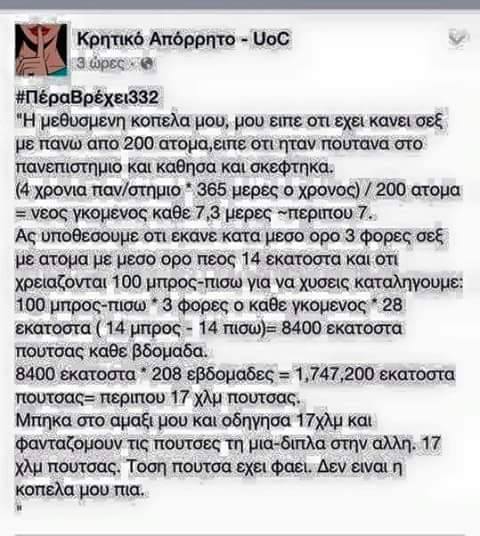 Κρητικό Απόρρητο - UoC
3 ώρες
#ΠέραΒρέχει332
"Η μεθυσμενη κοπελα μου, μου ειπε οτι εχει κανει σεξ
με πανω απο 200 ατομα,ειπε οτι ηταν πουτανα στο
πανεπιστημιο και καθησα και σκεφτηκα.
(4 χρονια παν/στημιο * 365 μερες ο χρονος) / 200 ατομα
= νεος γκομενος καθε 7,3 μερες ~περιπου 7.
Ας υποθεσουμε οτι εκανε κατα μεσο ορο 3 φορες σεξ
με ατομα με μεσο ορο πεος 14 εκατοστα και οτι
χρειαζονται 100 μπρος-πισω για να χυσεις καταληγουμε:
100 μπρος-πισω * 3 φορες ο καθε γκομενος * 28
εκατοστα ( 14 μπρος - 14 πισω)= 8400 εκατοστα
πουτσας καθε βδομαδα.
8400 εκατοστα * 208 εβδομαδες = 1,747,200 εκατοστα
πουτσας= περιπου 17 χλμ πουτσας.
Μπηκα στο αμαξι μου και οδηγησα 17χλμ και
φανταζομουν τις πουτσες τη μια-διπλα στην αλλη. 17
χλμ πουτσας. Τοση πουτσα εχει φαει. Δεν ειναι η
κοπελα μου πια.
"